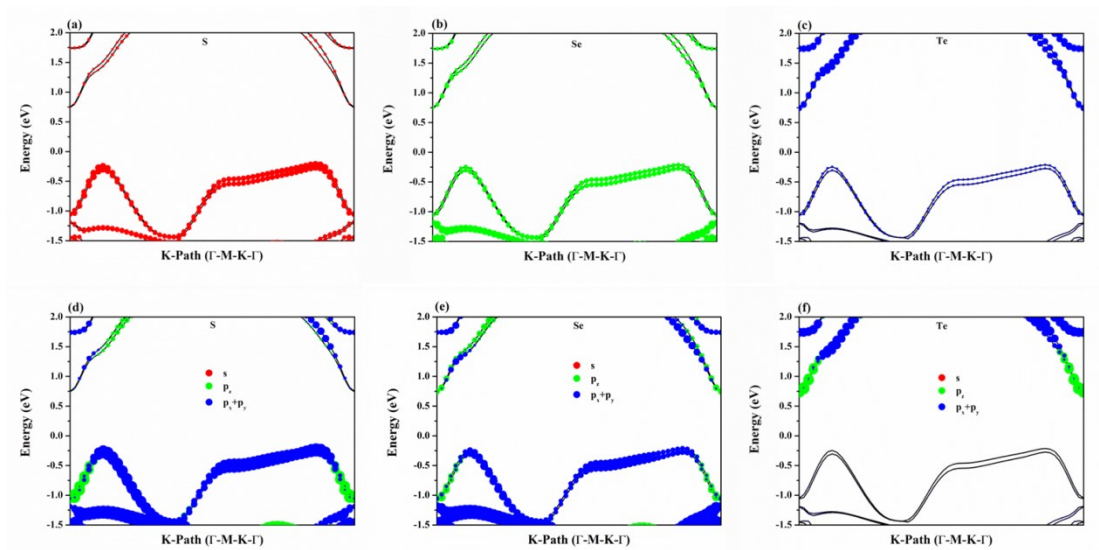 (a)
S
2.0
1.5
1.0
0.5
0.0
-0.5
-1.0
-1.5
Energy (eV)
K-Path (Γ-M-K-Γ)
(b)
Se
2.0
1.5
1.0
0.5
0.0
-0.5
-1.0
-1.5
Energy (eV)
K-Path (Γ-M-K-Γ)
(c)
Te
2.0
1.5
1.0
0.5
0.0
-0.5
-1.0
-1.5
Energy (eV)
K-Path (Γ-M-K-Γ)
(d)
S
2.0
1.5
1.0
0.5
0.0
-0.5
-1.0
-1.5
Energy (eV)
s
pz
px+py
K-Path (Γ-M-K-Γ)
(e)
Se
2.0
1.5
1.0
0.5
0.0
-0.5
-1.0
-1.5
Energy (eV)
s
pz
px+py
K-Path (Γ-M-K-Γ)
(f)
Te
2.0
1.5
1.0
0.5
0.0
-0.5
-1.0
-1.5
Energy (eV)
s
pz
px+py
K-Path (Γ-M-K-Γ)